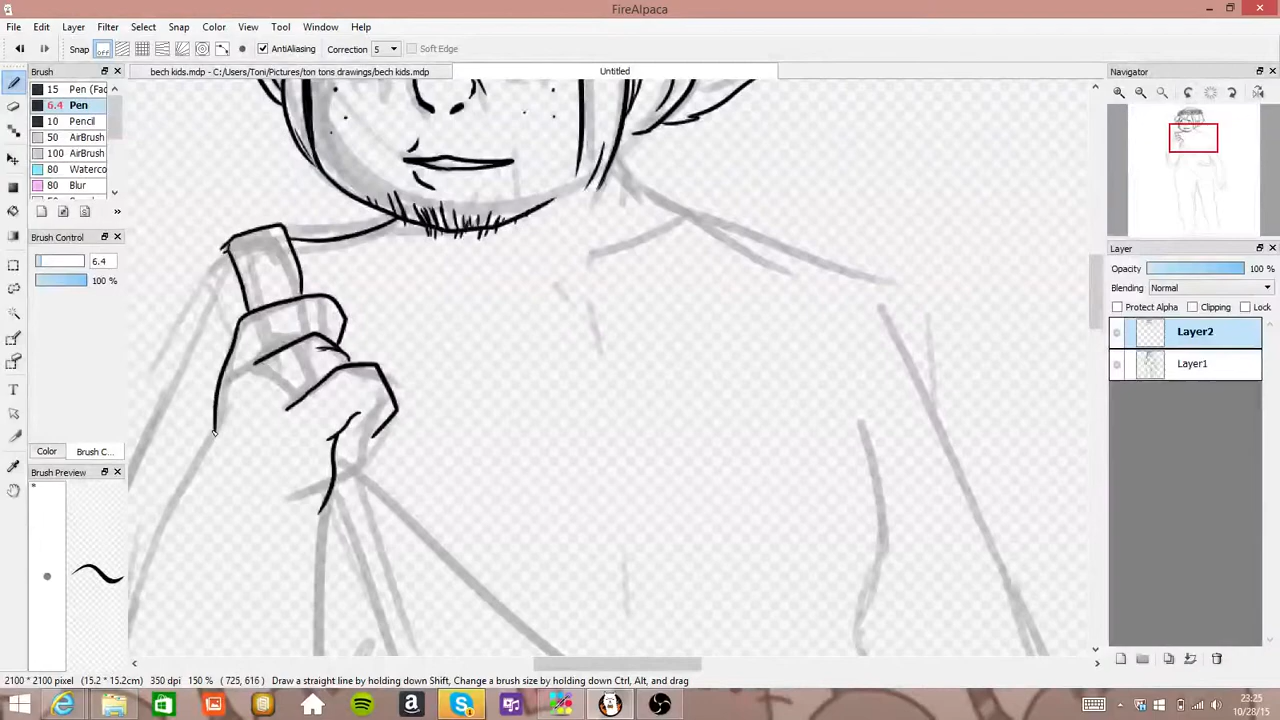 FireAlpaca
File Edit Layer Filter Select Snap Color View Tool Window Help
Snap off AntiAliasing Correction 5 Soft Edge
Brush
bech kids.mdp - C:/Users/Toni/Pictures/ton tons drawings/bech kids.mdp
Untitled
Navigator
15 Pen (Fac
6.4 Pen
10 Pencil
50 AirBrush
100 AirBrush
80 Waterco
80 Blur
Brush Control
6.4
100 %
Layer
Opacity 100 %
Blending Normal
Protect Alpha Clipping Lock
Layer2
Layer1
Color Brush C...
Brush Preview
*
2100 * 2100 pixel (15.2 * 15.2cm) 350 dpi 150 % ( 725, 616 ) Draw a straight line by holding down Shift, Change a brush size by holding down Ctrl, Alt, and drag
23:25
10/28/15